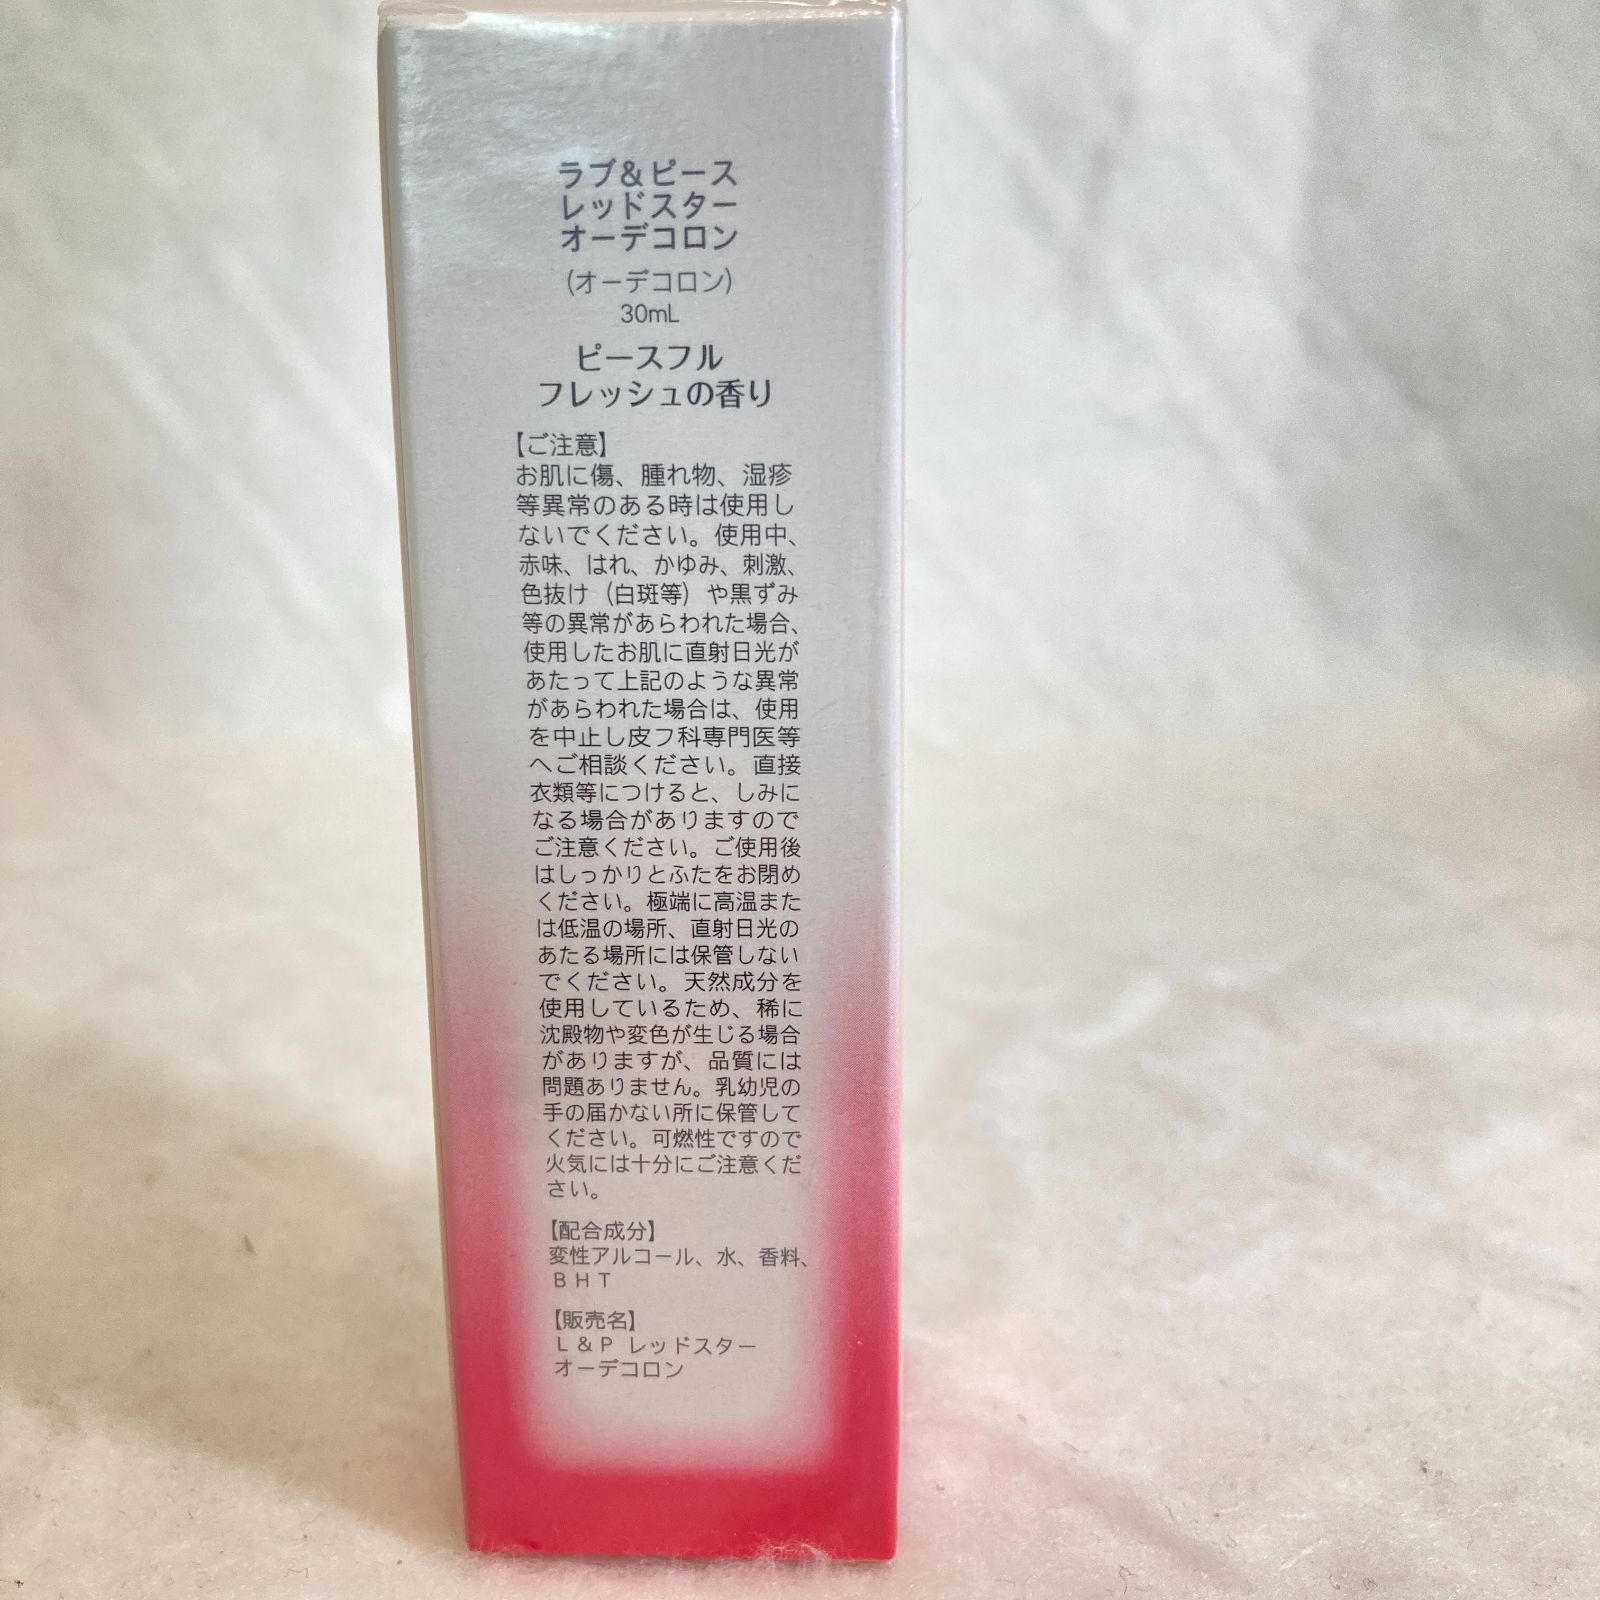 ラブ&ピース
レッドスター
オーデコロン
(オーデコロン)
30mL
ピースフル
フレッシュの香り
【ご注意】
お肌に傷、腫れ物、湿疹
等異常のある時は使用し
ないでください。使用中、
赤味、はれ、かゆみ、刺激、
色抜け（白斑等）や黒ずみ
等の異常があらわれた場合、
使用したお肌に直射日光が
あたって上記のような異常
があらわれた場合は、使用
を中止し皮フ科専門医等
へご相談ください。直接
衣類等につけると、しみに
なる場合がありますので
ご注意ください。ご使用後
はしっかりとふたをお閉め
ください。極端に高温また
は低温の場所、直射日光の
あたる場所には保管しない
でください。天然成分を
使用しているため、稀に
沈殿物や変色が生じる場合
がありますが、品質には
問題ありません。乳幼児の
手の届かない所に保管して
ください。可燃性ですので
火気には十分にご注意くだ
さい。
【配合成分】
変性アルコール、水、香料、
BHT
【販売名】
L&P レッドスター
オーデコロン